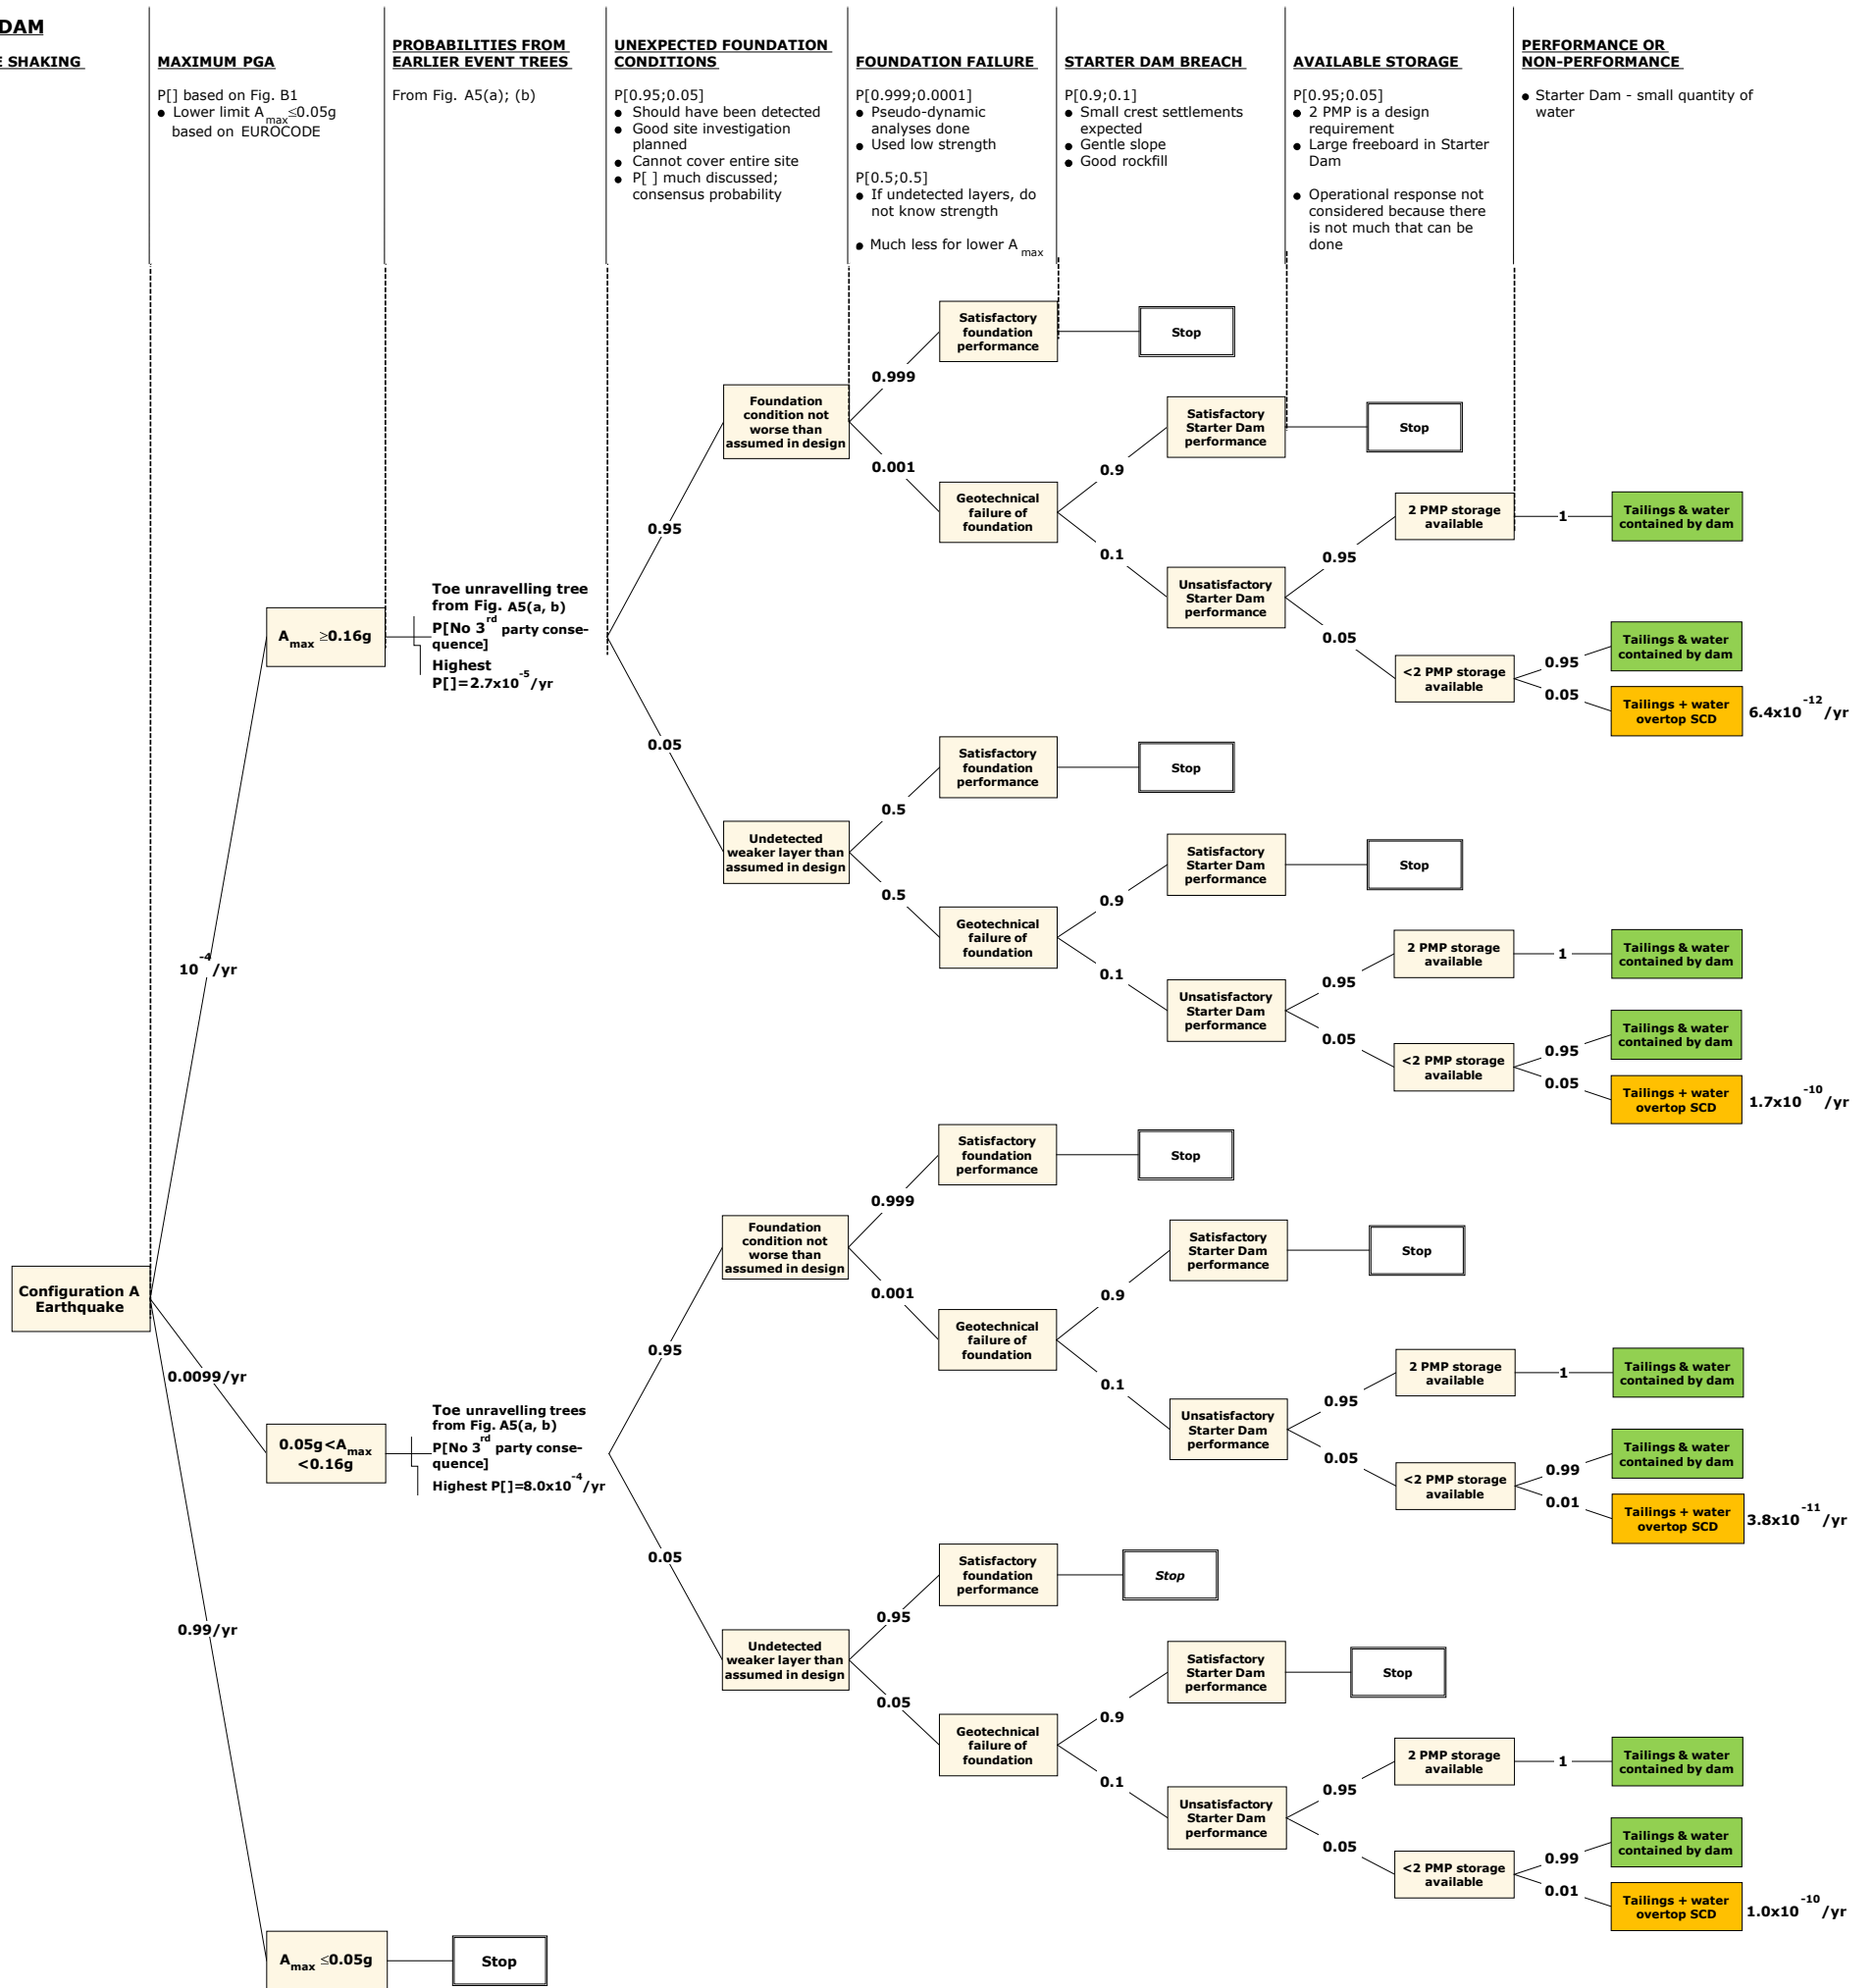 DAM
E SHAKING
MAXIMUM PGA
P[] based on Fig. B1
● Lower limit Amax≤0.05g
based on EUROCODE
PROBABILITIES FROM
EARLIER EVENT TREES
From Fig. A5(a); (b)
UNEXPECTED FOUNDATION
CONDITIONS
P[0.95;0.05]
● Should have been detected
● Good site investigation
planned
● Cannot cover entire site
● P[ ] much discussed;
consensus probability
FOUNDATION FAILURE
P[0.999;0.0001]
● Pseudo-dynamic
analyses done
● Used low strength
P[0.5;0.5]
● If undetected layers, do
not know strength
● Much less for lower A max
STARTER DAM BREACH
P[0.9;0.1]
● Small crest settlements
expected
● Gentle slope
● Good rockfill
AVAILABLE STORAGE
P[0.95;0.05]
● 2 PMP is a design
requirement
● Large freeboard in Starter
Dam
● Operational response not
considered because there
is not much that can be
done
PERFORMANCE OR
NON-PERFORMANCE
● Starter Dam - small quantity of
water
Configuration A
Earthquake
10-4/yr
0.0099/yr
0.99/yr
Amax ≥0.16g
Toe unravelling tree
from Fig. A5(a, b)
P[No 3rd party conse-
quence]
Highest
P[]=2.7x10-5/yr
0.95
0.05
Foundation
condition not
worse than
assumed in design
0.999
0.001
Satisfactory
foundation
performance
Stop
Geotechnical
failure of
foundation
0.9
0.1
Satisfactory
Starter Dam
performance
Stop
Unsatisfactory
Starter Dam
performance
0.95
0.05
2 PMP storage
available
1
Tailings & water
contained by dam
<2 PMP storage
available
0.95
0.05
Tailings & water
contained by dam
Tailings + water
overtop SCD
6.4x10-12/yr
Undetected
weaker layer than
assumed in design
0.5
0.5
Satisfactory
foundation
performance
Stop
Geotechnical
failure of
foundation
0.9
0.1
Satisfactory
Starter Dam
performance
Stop
Unsatisfactory
Starter Dam
performance
0.95
0.05
2 PMP storage
available
1
Tailings & water
contained by dam
<2 PMP storage
available
0.95
0.05
Tailings & water
contained by dam
Tailings + water
overtop SCD
1.7x10-10/yr
0.05g<Amax
<0.16g
Toe unravelling trees
from Fig. A5(a, b)
P[No 3rd party conse-
quence]
Highest P[]=8.0x10-4/yr
0.95
0.05
Foundation
condition not
worse than
assumed in design
0.999
0.001
Satisfactory
foundation
performance
Stop
Geotechnical
failure of
foundation
0.9
0.1
Satisfactory
Starter Dam
performance
Stop
Unsatisfactory
Starter Dam
performance
0.95
0.05
2 PMP storage
available
1
Tailings & water
contained by dam
<2 PMP storage
available
0.99
0.01
Tailings & water
contained by dam
Tailings + water
overtop SCD
3.8x10-11/yr
Undetected
weaker layer than
assumed in design
0.95
0.05
Satisfactory
foundation
performance
Stop
Geotechnical
failure of
foundation
0.9
0.1
Satisfactory
Starter Dam
performance
Stop
Unsatisfactory
Starter Dam
performance
0.95
0.05
2 PMP storage
available
1
Tailings & water
contained by dam
<2 PMP storage
available
0.99
0.01
Tailings & water
contained by dam
Tailings + water
overtop SCD
1.0x10-10/yr
Amax ≤0.05g
Stop